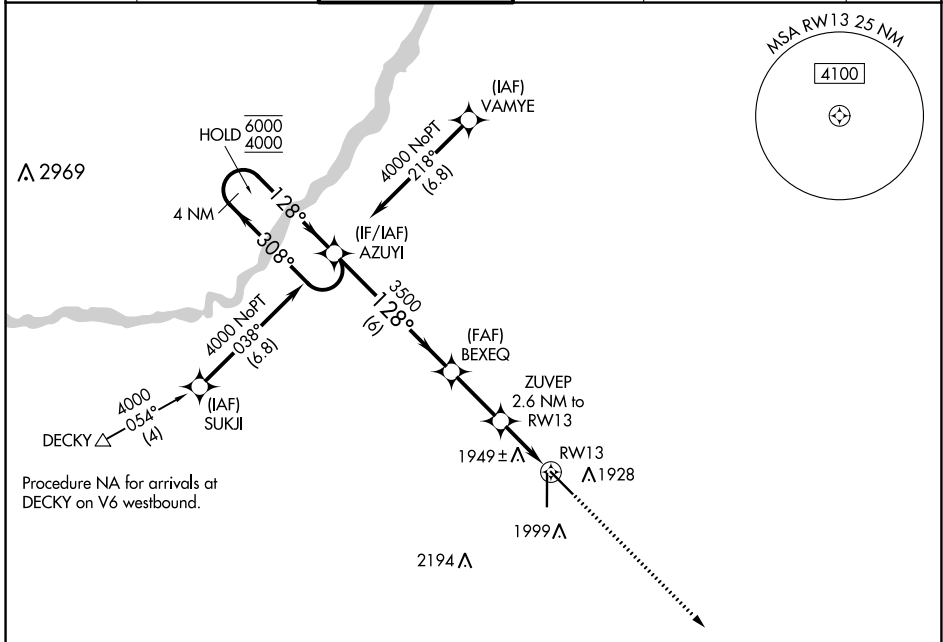 MSA RW13 25 NM
4100
(IAF)
VAMYE
4000 NoPT
218°
(6.8)
HOLD 6000
4000
2969
4 NM
128°
308°
(IF/IAF)
AZUYI
3500
128°
(6)
4000 NoPT
038°
(6.8)
(FAF)
BEXEQ
(IAF)
SUKJI
4000
054°
(4)
DECKY
ZUVEP
2.6 NM to
RW13
1949±
RW13
1928
Procedure NA for arrivals at
DECKY on V6 westbound.
1999
2194